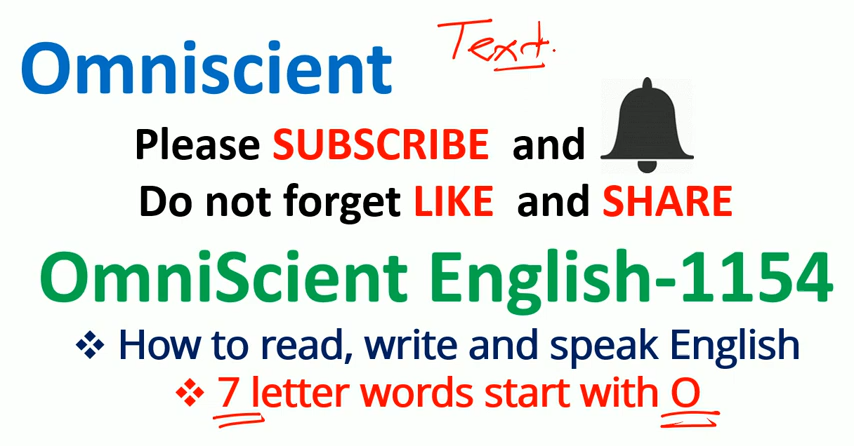 Text.
Omniscient
Please SUBSCRIBE and
Do not forget LIKE and SHARE
OmniScient English-1154
❖ How to read, write and speak English
❖ 7 letter words start with O